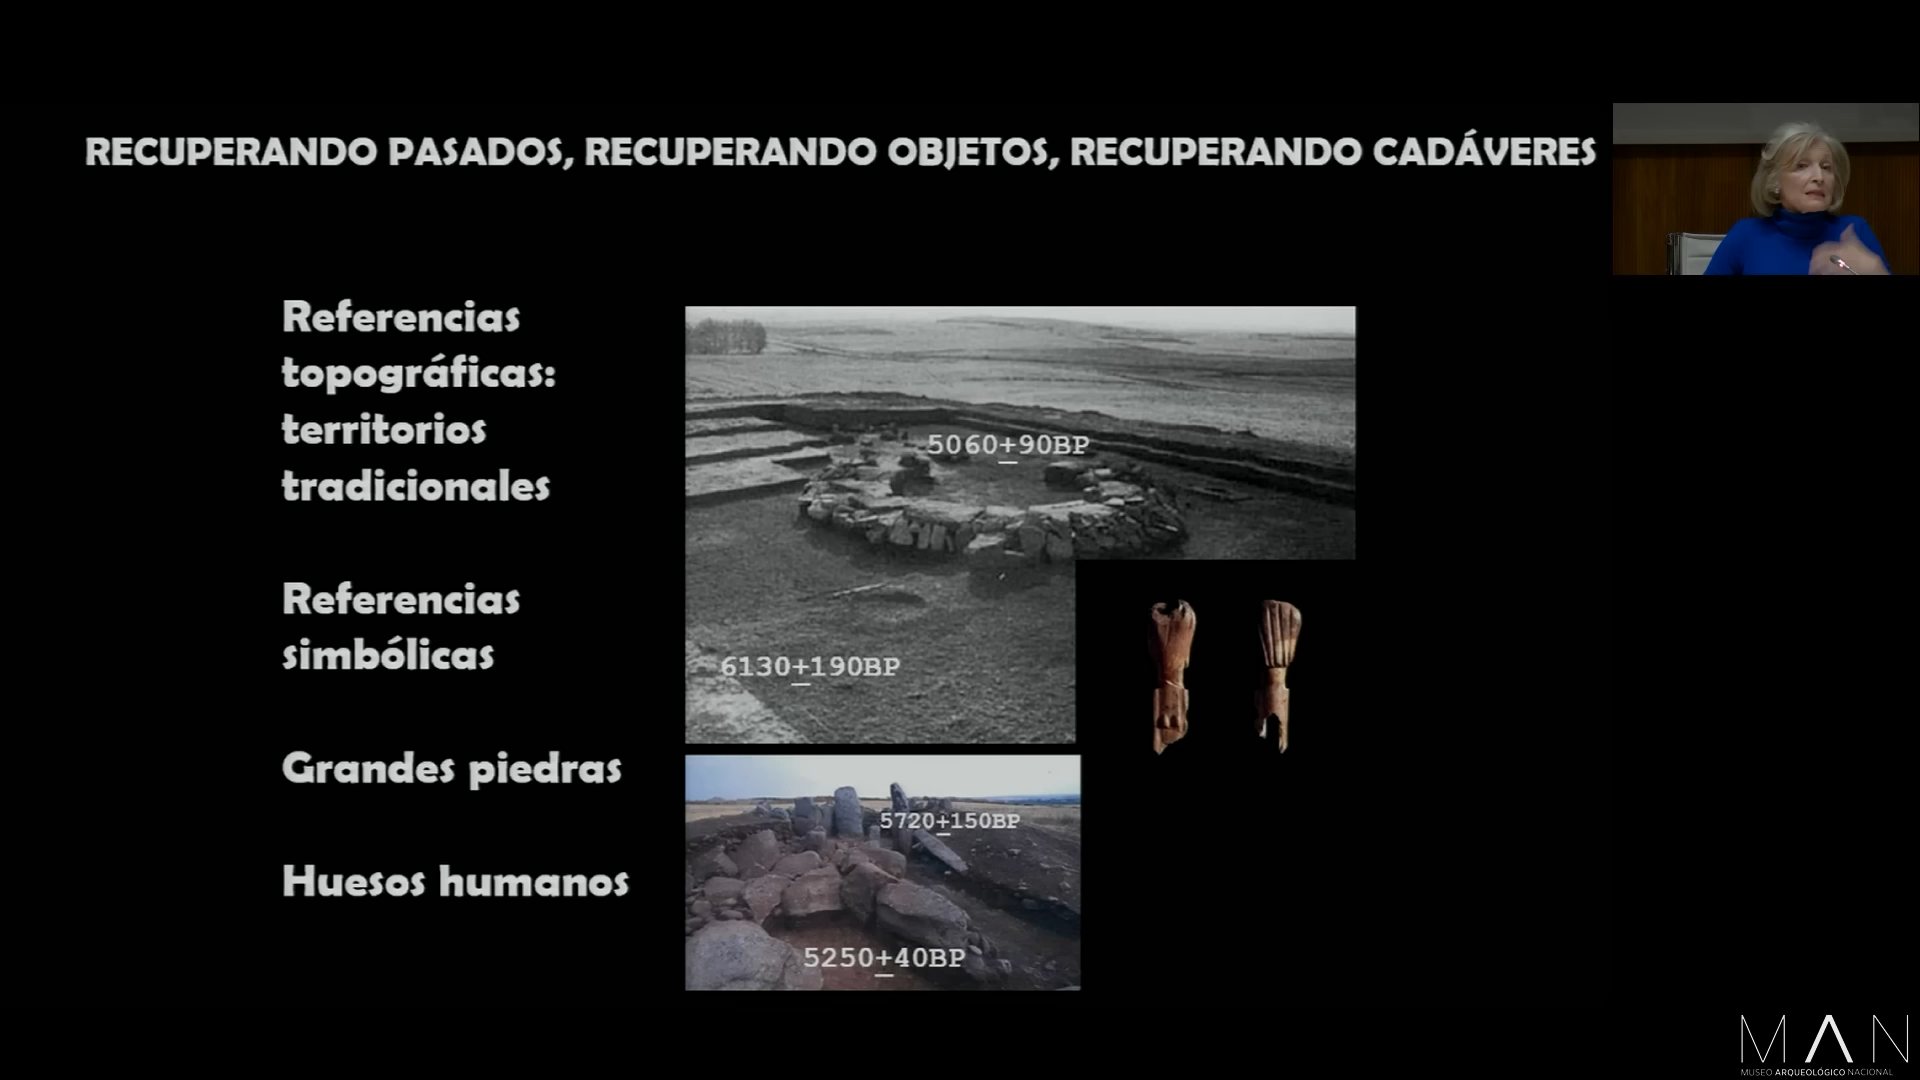 RECUPERANDO PASADOS, RECUPERANDO OBJETOS, RECUPERANDO CADÁVERES
Referencias
topográficas:
territorios
tradicionales
Referencias
simbólicas
Grandes piedras
Huesos humanos
5060+90BP
6130+190BP
5720+150BP
5250+40BP
MAN
MUSEO ARQUEOLÓGICO NACIONAL